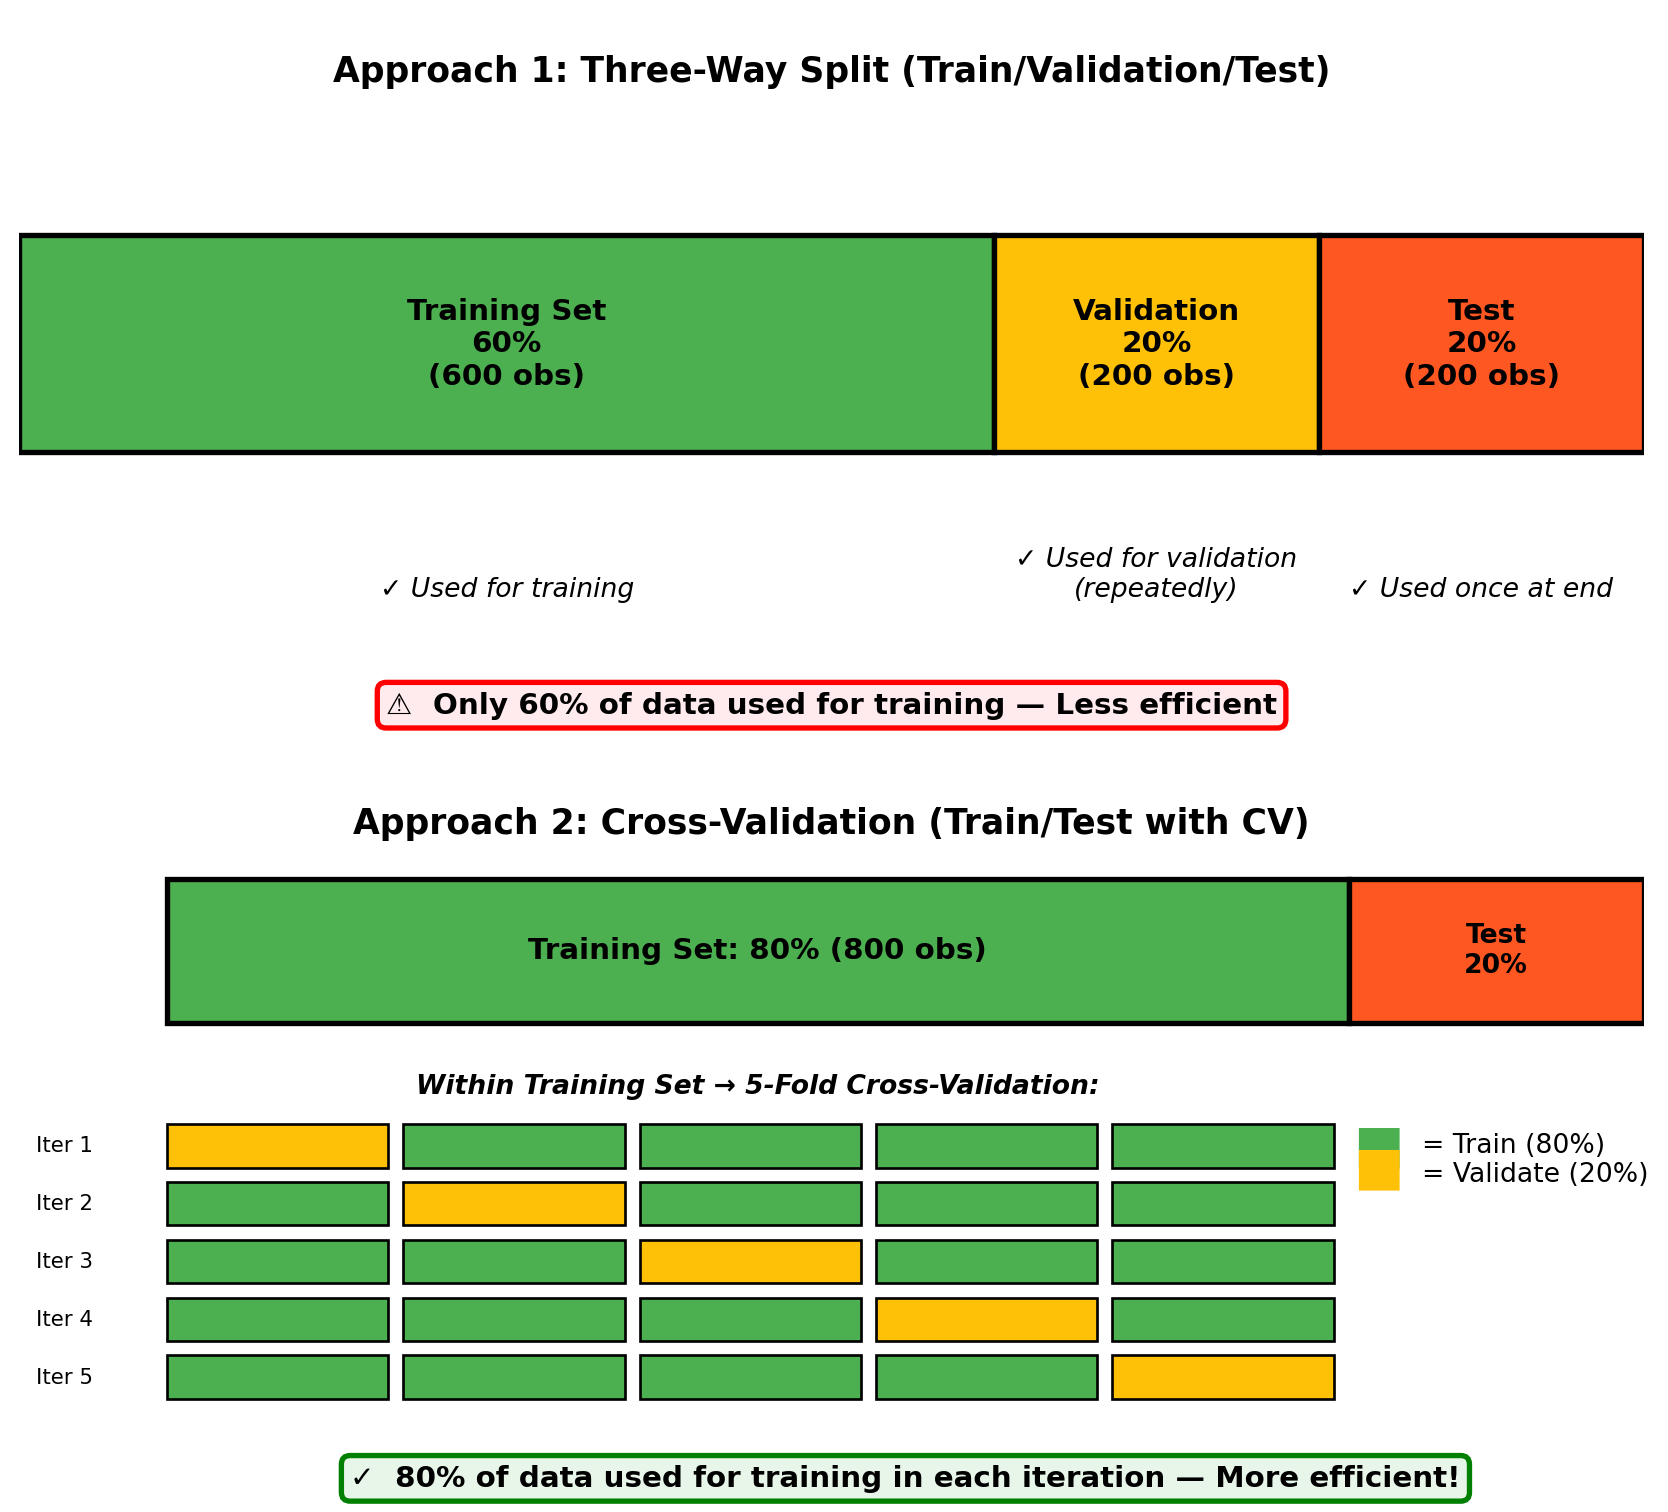 Approach 1: Three-Way Split (Train/Validation/Test)
Training Set
60%
(600 obs)
Validation
20%
(200 obs)
Test
20%
(200 obs)
✓ Used for training
✓ Used for validation
(repeatedly)
✓ Used once at end
⚠ Only 60% of data used for training — Less efficient
Approach 2: Cross-Validation (Train/Test with CV)
Training Set: 80% (800 obs)
Test
20%
Within Training Set → 5-Fold Cross-Validation:
Iter 1
= Train (80%)
= Validate (20%)
Iter 2
Iter 3
Iter 4
Iter 5
✓ 80% of data used for training in each iteration — More efficient!